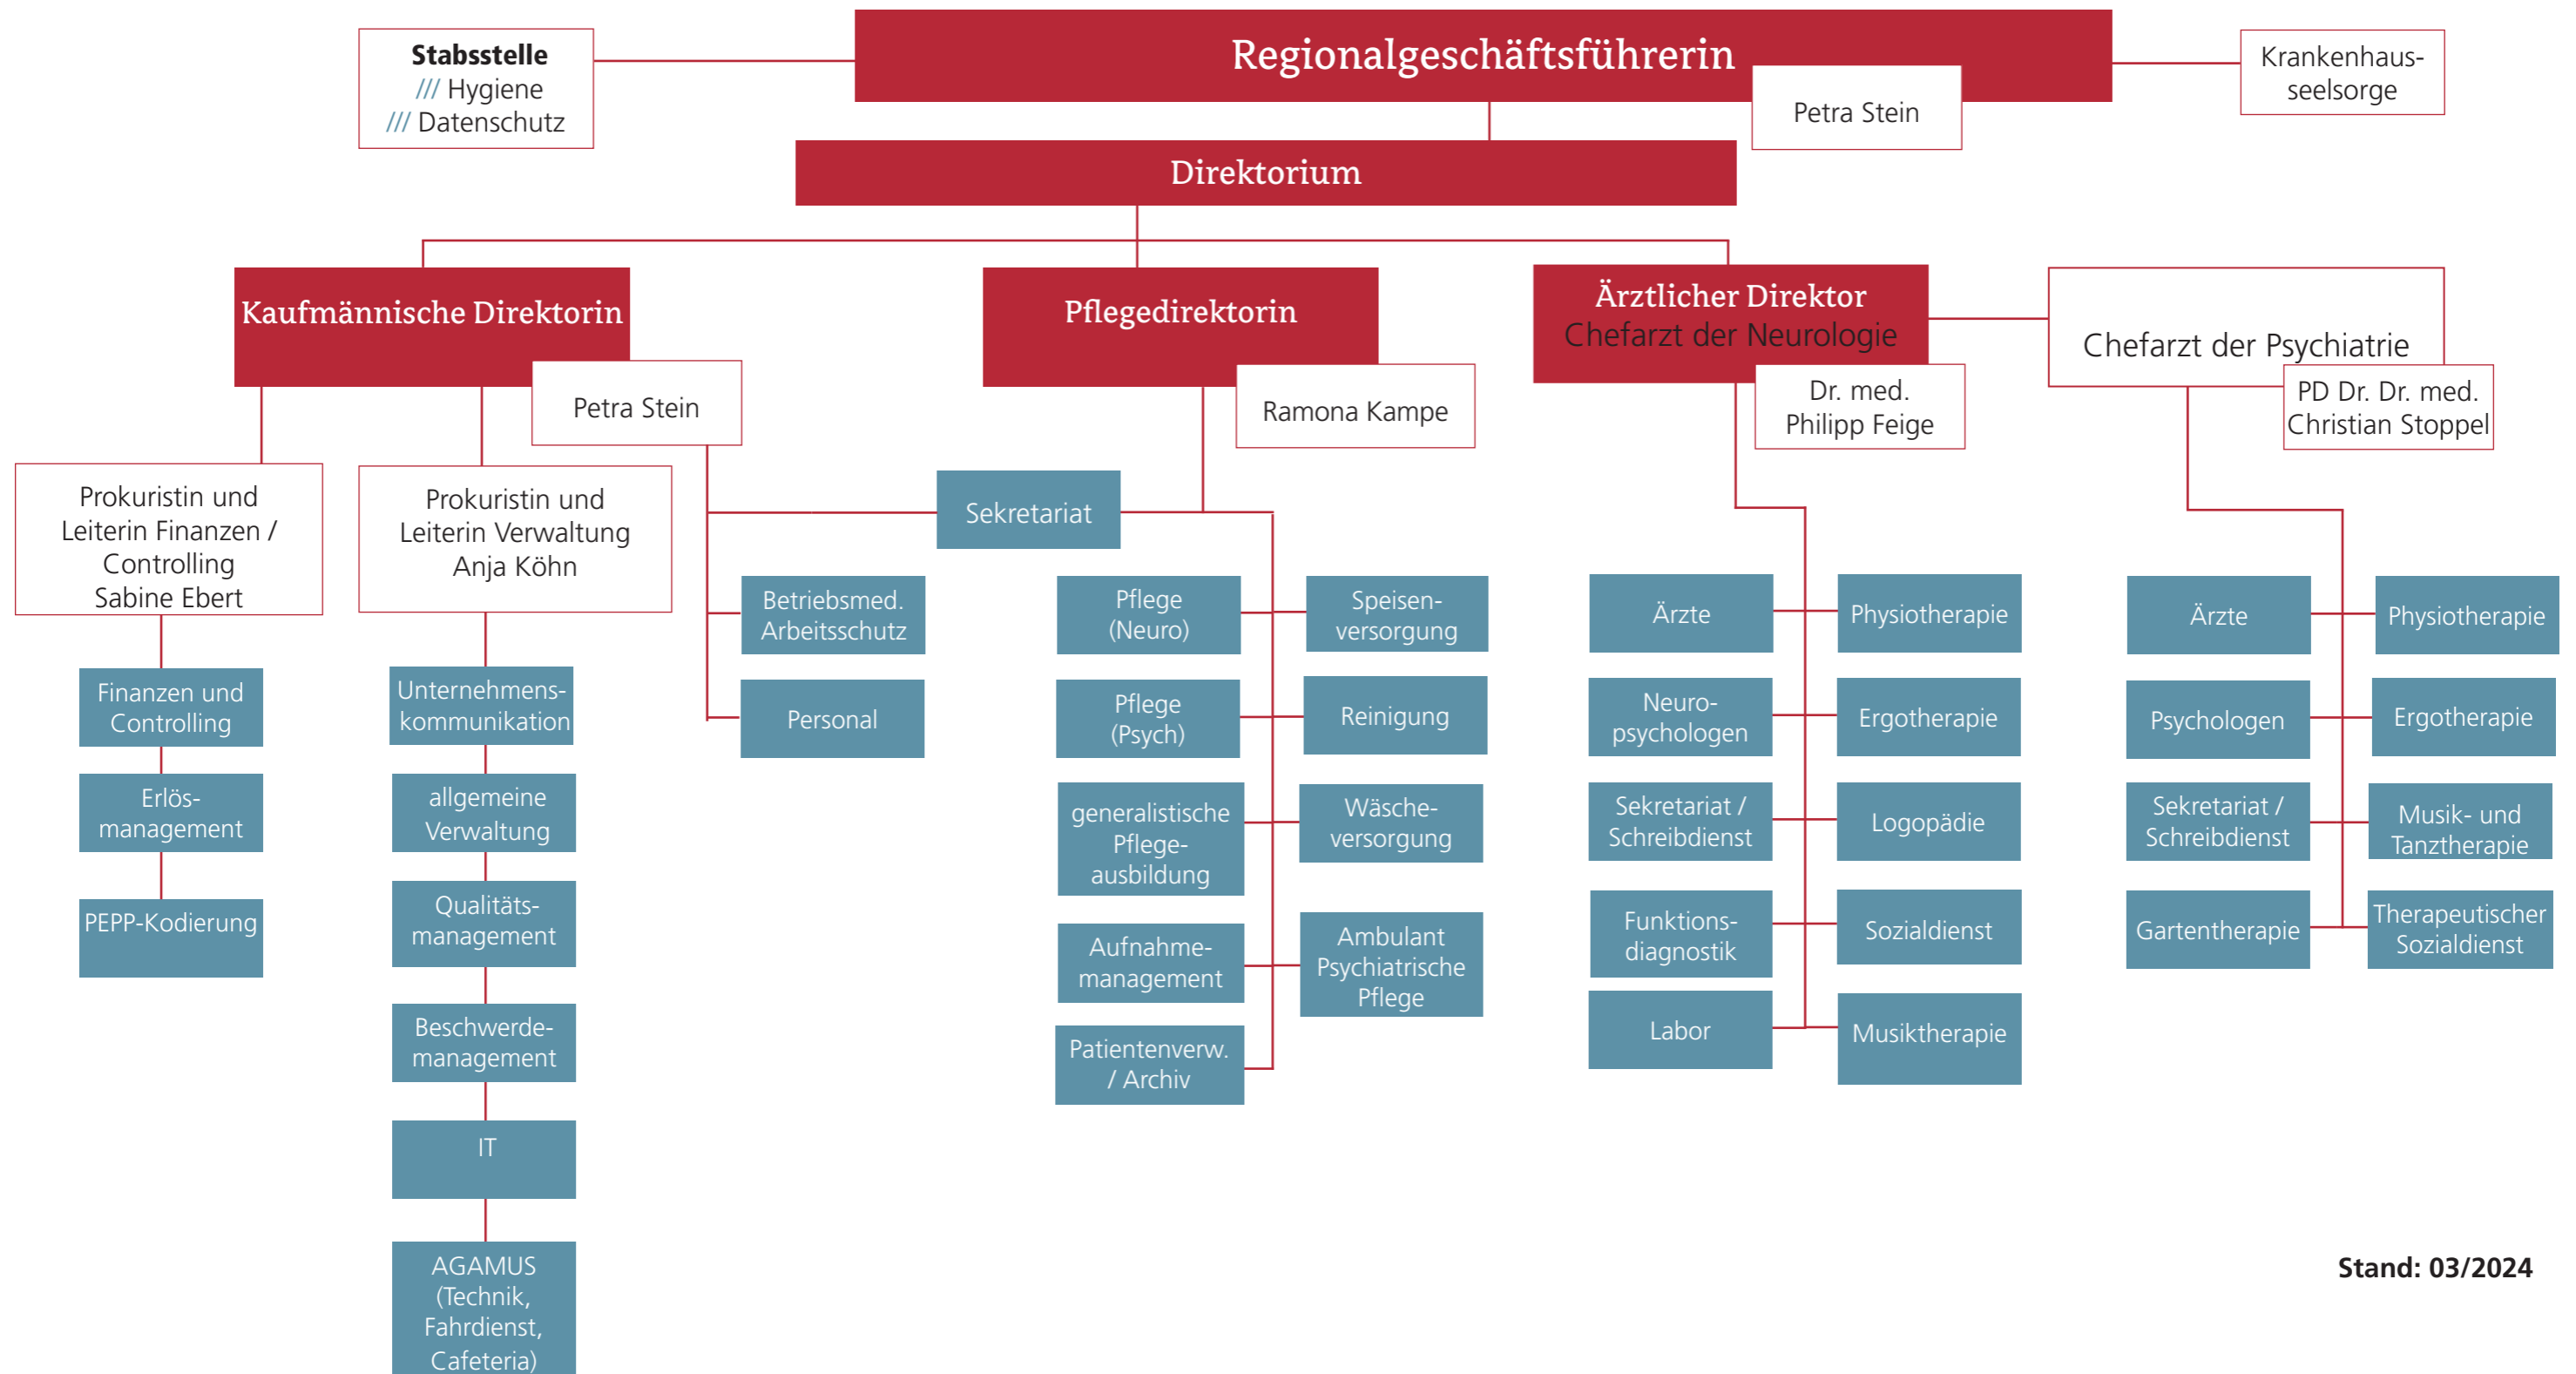 Stabsstelle
/// Hygiene
/// Datenschutz
Regionalgeschäftsführerin
Petra Stein
Krankenhaus-
seelsorge
Direktorium
Kaufmännische Direktorin
Petra Stein
Pflegedirektorin
Ramona Kampe
Ärztlicher Direktor
Chefarzt der Neurologie
Dr. med.
Philipp Feige
Chefarzt der Psychiatrie
PD Dr. Dr. med.
Christian Stoppel
Prokuristin und
Leiterin Finanzen /
Controlling
Sabine Ebert
Finanzen und
Controlling
Erlös-
management
PEPP-Kodierung
Prokuristin und
Leiterin Verwaltung
Anja Köhn
Unternehmens-
kommunikation
allgemeine
Verwaltung
Qualitäts-
management
Beschwerde-
management
IT
AGAMUS
(Technik,
Fahrdienst,
Cafeteria)
Sekretariat
Betriebsmed.
Arbeitsschutz
Personal
Pflege
(Neuro)
Speisen-
versorgung
Pflege
(Psych)
Reinigung
generalistische
Pflege-
ausbildung
Wäsche-
versorgung
Aufnahme-
management
Ambulant
Psychiatrische
Pflege
Patientenverw.
/ Archiv
Ärzte
Physiotherapie
Neuro-
psychologen
Ergotherapie
Sekretariat /
Schreibdienst
Logopädie
Funktions-
diagnostik
Sozialdienst
Labor
Musiktherapie
Ärzte
Physiotherapie
Psychologen
Ergotherapie
Sekretariat /
Schreibdienst
Musik- und
Tanztherapie
Gartentherapie
Therapeutischer
Sozialdienst
Stand: 03/2024